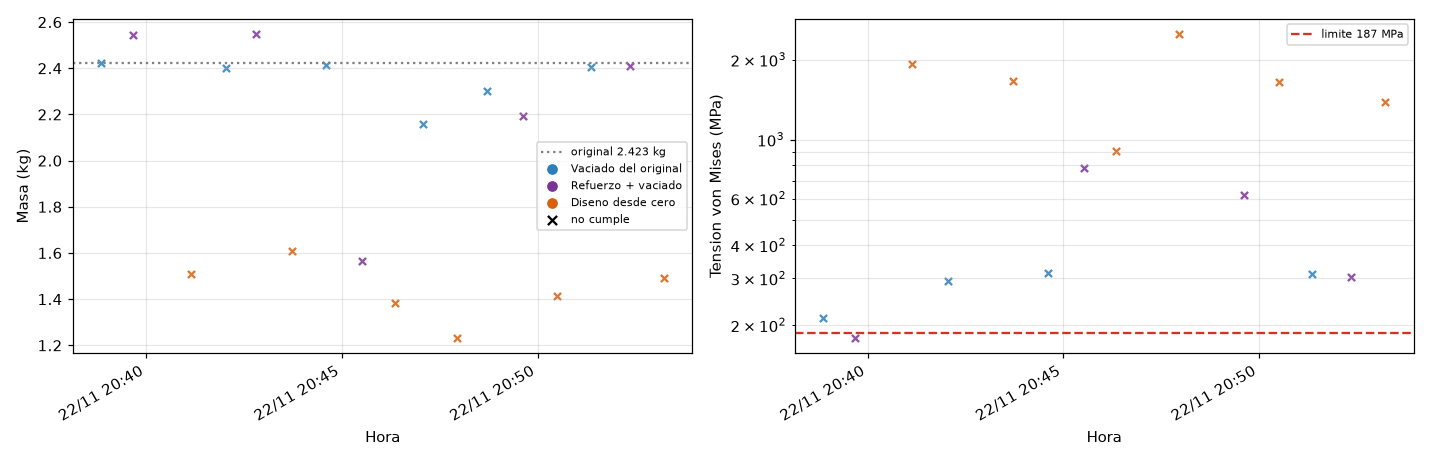 2.6
2.4
2.2
2.0
1.8
1.6
1.4
1.2
Masa (kg)
original 2.423 kg
Vaciado del original
Refuerzo + vaciado
Diseno desde cero
no cumple
22/11 20:40
22/11 20:45
22/11 20:50
Hora
limite 187 MPa
2 × 10³
10³
6 × 10²
4 × 10²
3 × 10²
2 × 10²
Tension von Mises (MPa)
22/11 20:40
22/11 20:45
22/11 20:50
Hora